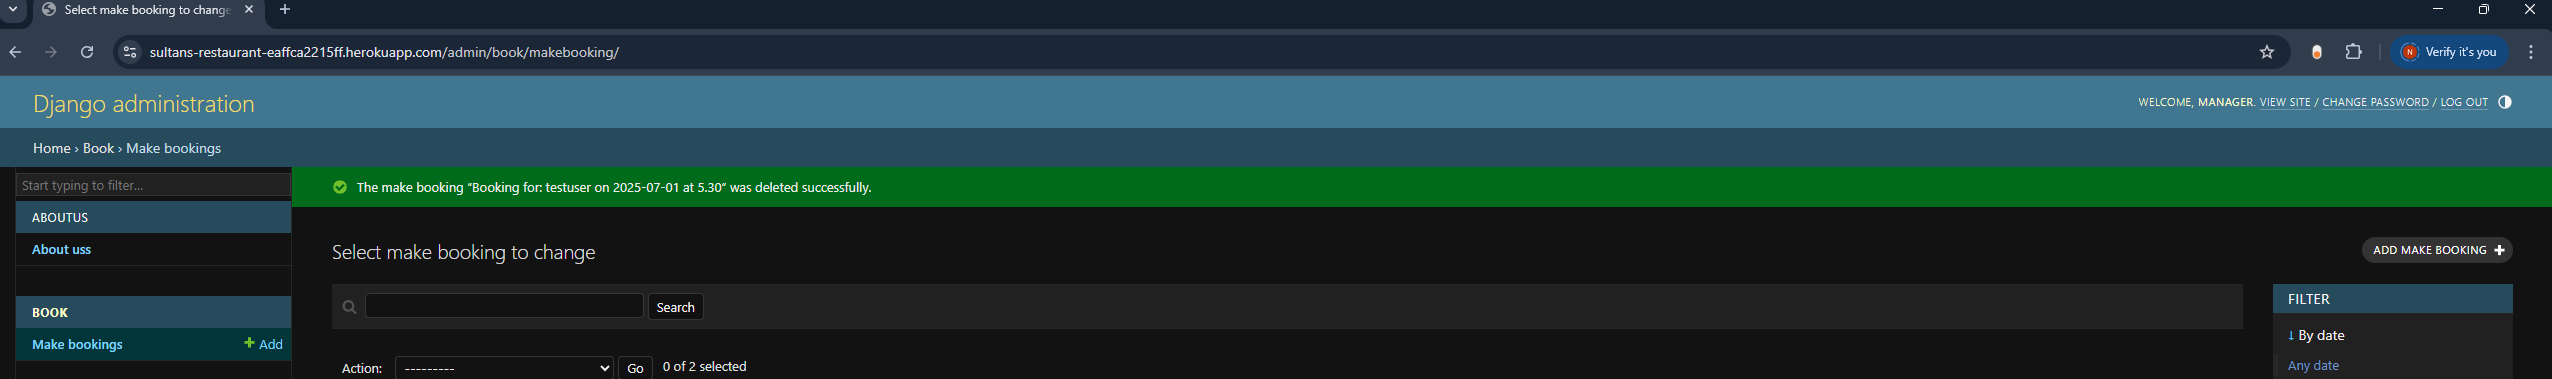 Select make booking to change
sultans-restaurant-eaffca2215ff.herokuapp.com/admin/book/makebooking/
N Verify it's you
Django administration
WELCOME, MANAGER. VIEW SITE / CHANGE PASSWORD / LOG OUT
Home › Book › Make bookings
Start typing to filter...
The make booking “Booking for: testuser on 2025-07-01 at 5.30” was deleted successfully.
ABOUTUS
About uss
BOOK
Make bookings + Add
Select make booking to change
ADD MAKE BOOKING +
Search
Action: --------- Go 0 of 2 selected
FILTER
↓ By date
Any date